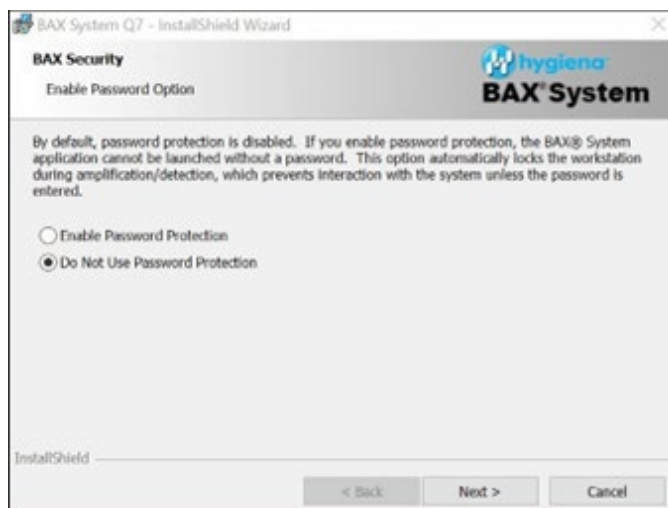 BAX System Q7 - InstallShield Wizard
BAX Security
Enable Password Option
hygiena
BAX® System
By default, password protection is disabled. If you enable password protection, the BAX® System
application cannot be launched without a password. This option automatically locks the workstation
during amplification/detection, which prevents interaction with the system unless the password is
entered.
Enable Password Protection
Do Not Use Password Protection
InstallShield
< Back
Next >
Cancel